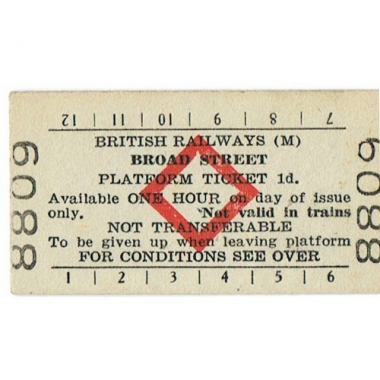 12 | 11 | 10 | 9 | 8 | 7
BRITISH RAILWAYS (M)
BROAD STREET
PLATFORM TICKET 1d.
Available ONE HOUR on day of issue
only. Not valid in trains
NOT TRANSFERABLE
To be given up when leaving platform
FOR CONDITIONS SEE OVER
1 | 2 | 3 | 4 | 5 | 6
8809
8809